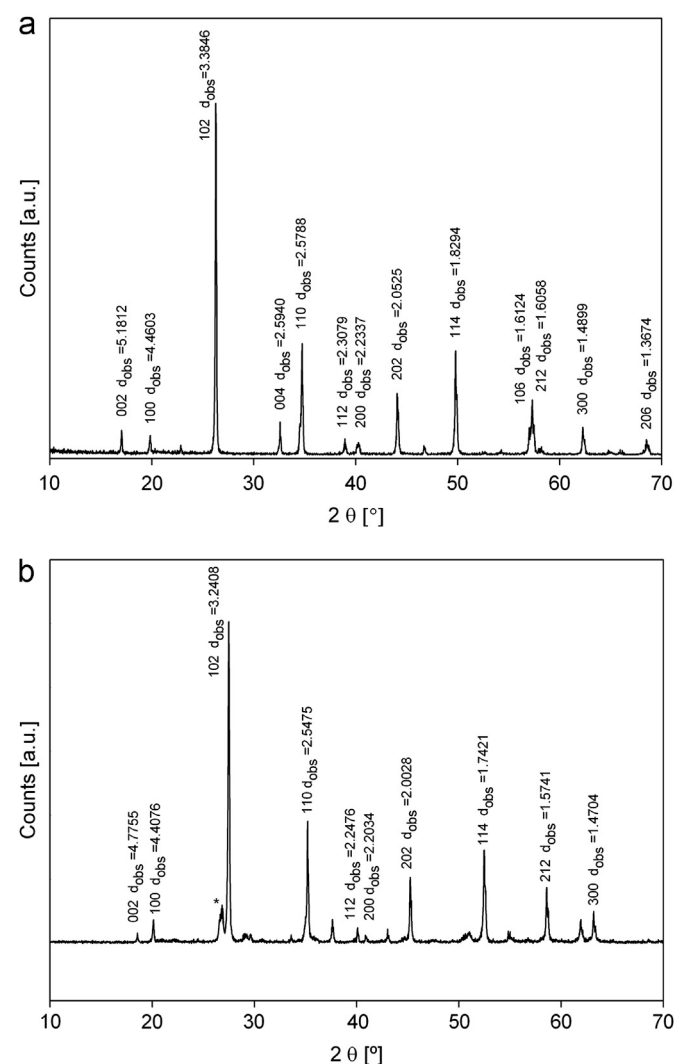 a
Counts [a.u.]
002 dobs =5.1812
100 dobs =4.4603
102 dobs=3.3846
004 dobs =2.5940
110 dobs =2.5788
112 dobs=2.3079
200 dobs =2.2337
202 dobs =2.0525
114 dobs =1.8294
106 dobs =1.6124
212 dobs =1.6058
300 dobs =1.4899
206 dobs =1.3674
10 20 30 40 50 60 70
2 θ [°]
b
Counts [a.u.]
002 dobs =4.7755
100 dobs =4.4076
*
102 dobs=3.2408
110 dobs =2.5475
112 dobs =2.2476
200 dobs =2.2034
202 dobs =2.0028
114 dobs =1.7421
212 dobs =1.5741
300 dobs =1.4704
10 20 30 40 50 60 70
2 θ [º]